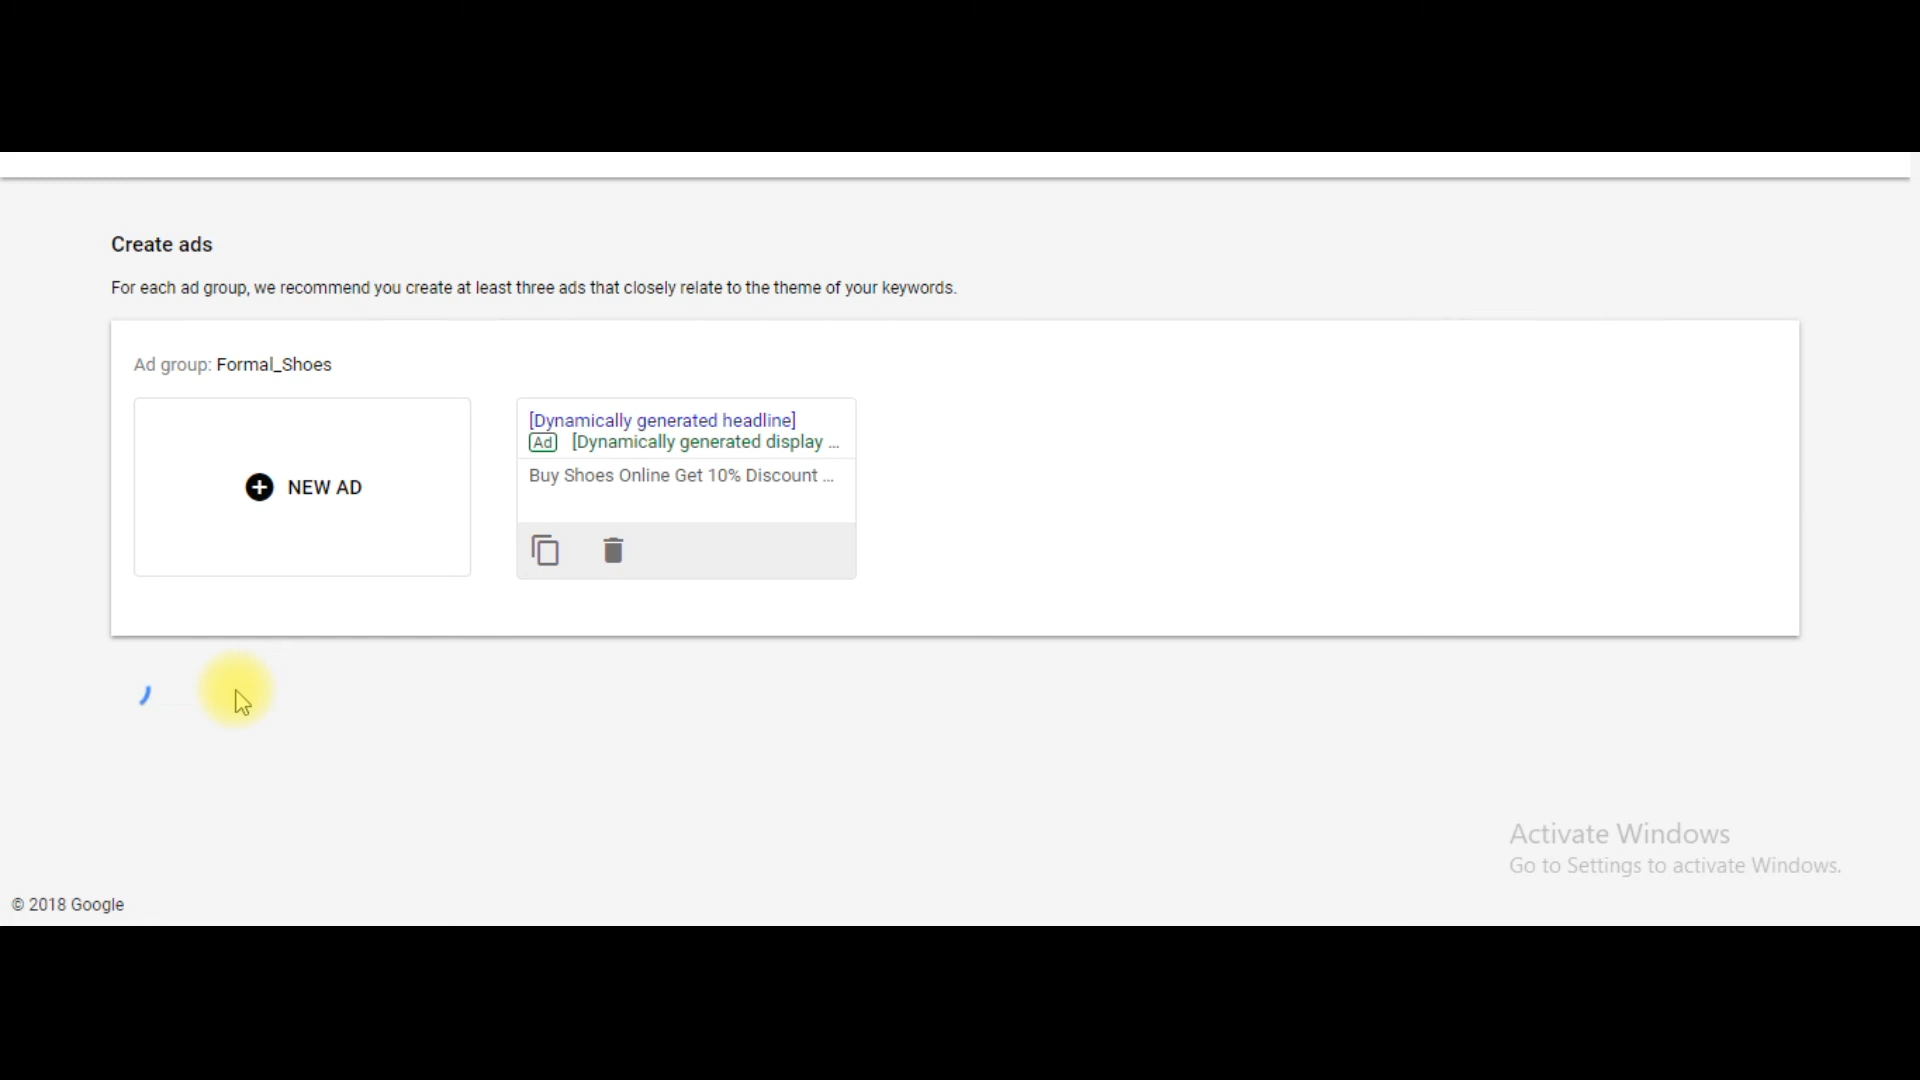 Create ads
For each ad group, we recommend you create at least three ads that closely relate to the theme of your keywords.
Ad group: Formal_Shoes
NEW AD
[Dynamically generated headline]
Ad [Dynamically generated display ...
Buy Shoes Online Get 10% Discount ...
Activate Windows
Go to Settings to activate Windows.
© 2018 Google